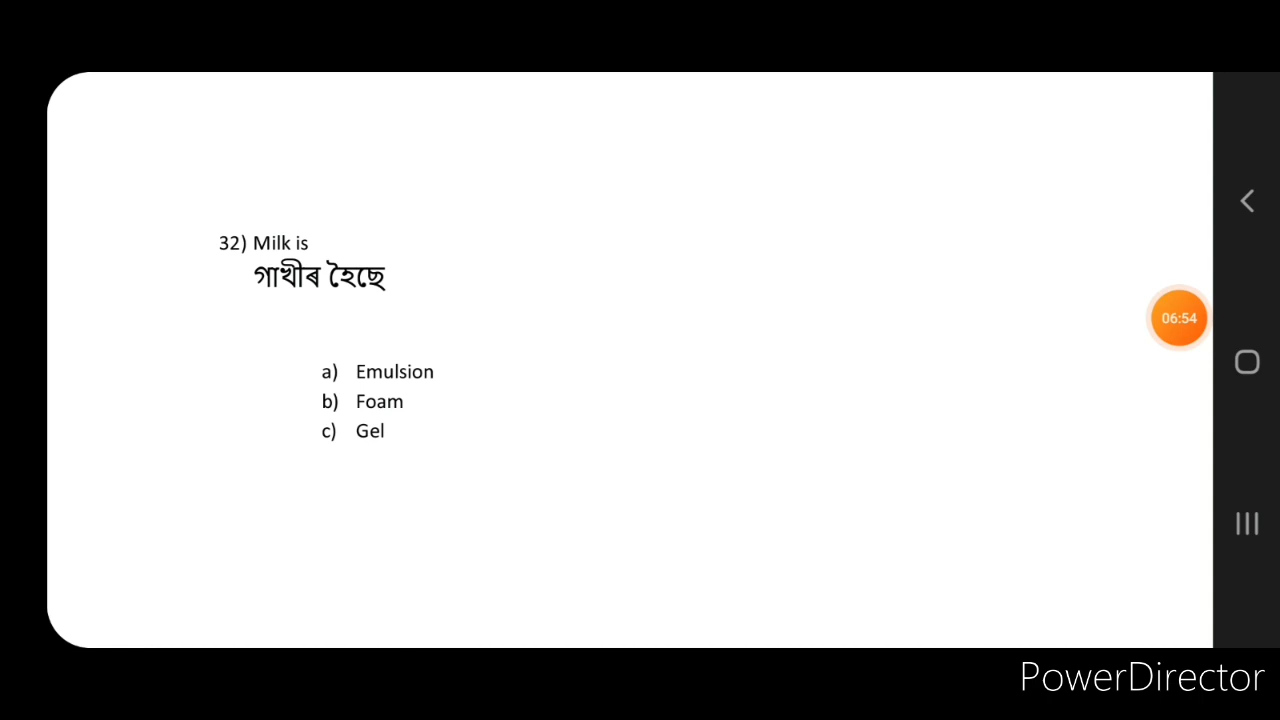 32) Milk is
গাখীৰ হৈছে
06:54
a) Emulsion
b) Foam
c) Gel
PowerDirector